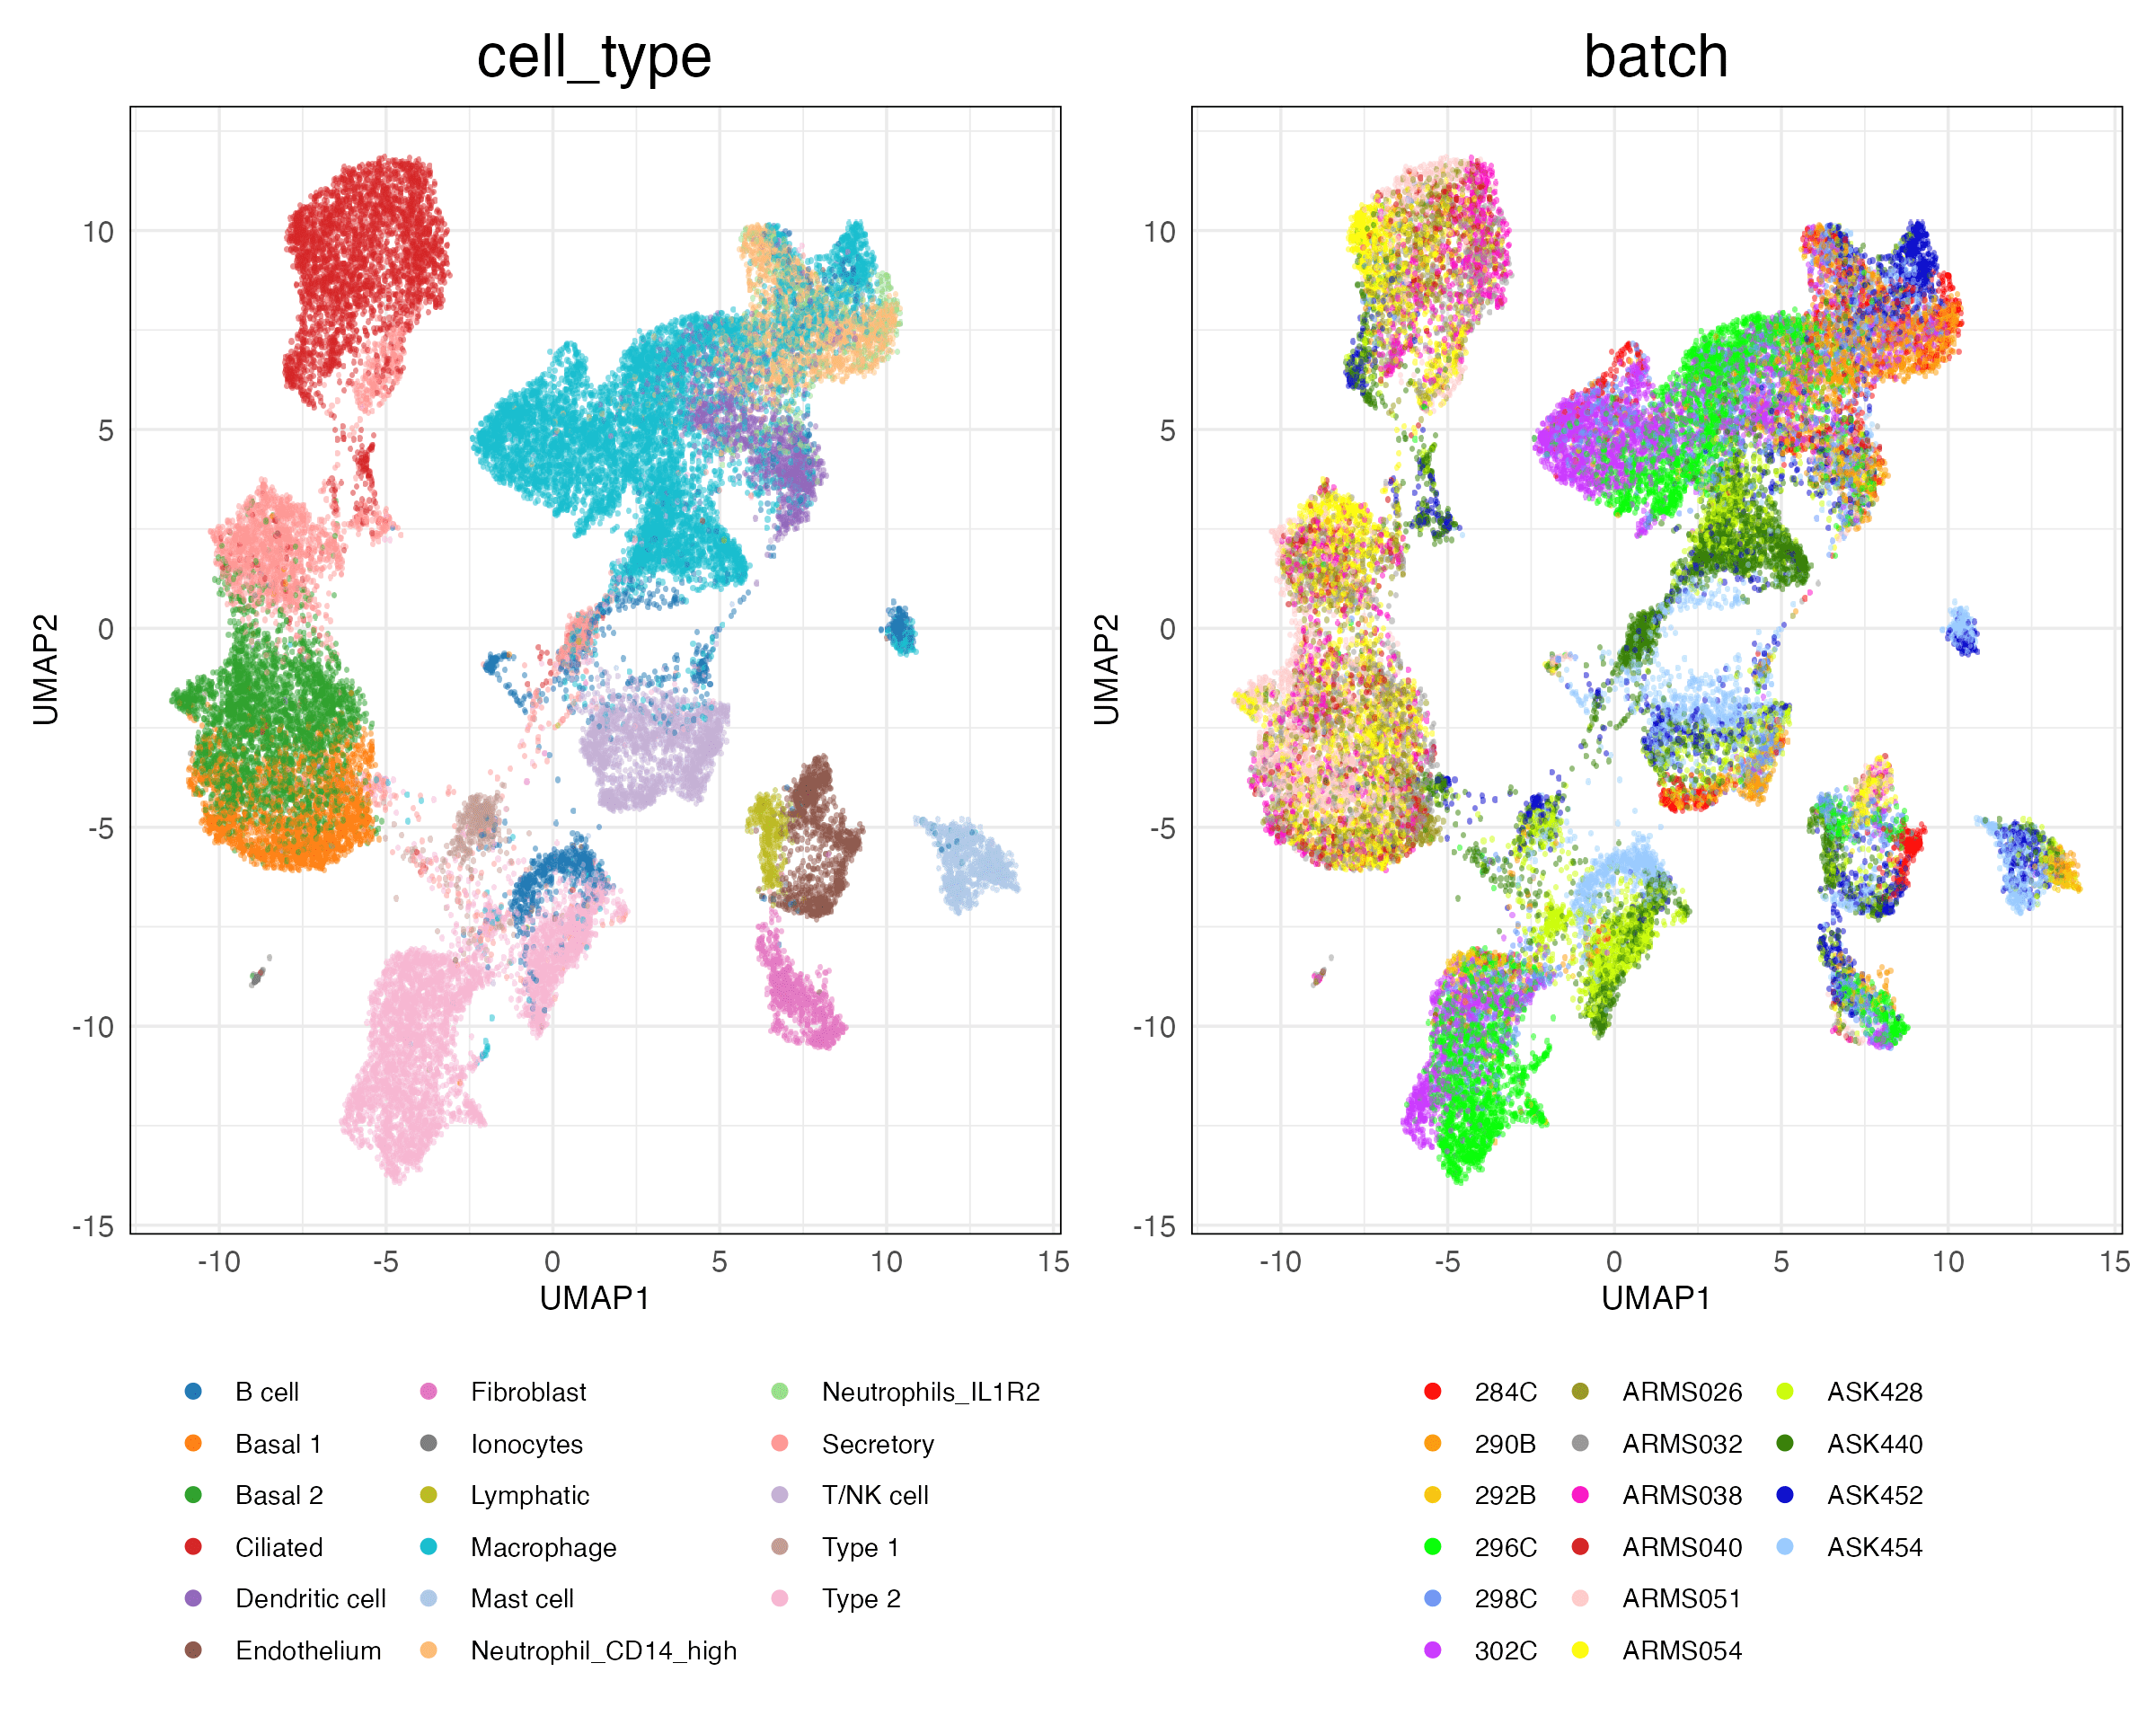 cell_type
batch
UMAP2
10
5
0
-5
-10
-15
-10
-5
0
5
10
15
UMAP1
UMAP2
10
5
0
-5
-10
-15
-10
-5
0
5
10
15
UMAP1
B cell
Basal 1
Basal 2
Ciliated
Dendritic cell
Endothelium
Fibroblast
Ionocytes
Lymphatic
Macrophage
Mast cell
Neutrophil_CD14_high
Neutrophils_IL1R2
Secretory
T/NK cell
Type 1
Type 2
284C
290B
292B
296C
298C
302C
ARMS026
ARMS032
ARMS038
ARMS040
ARMS051
ARMS054
ASK428
ASK440
ASK452
ASK454